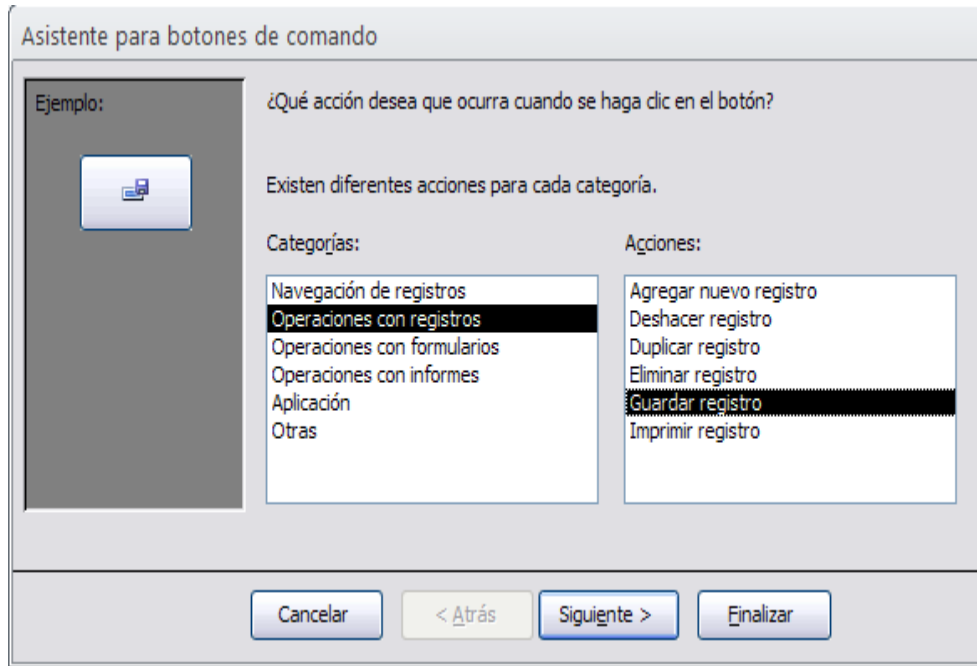 Asistente para botones de comando
Ejemplo:
¿Qué acción desea que ocurra cuando se haga clic en el botón?
Existen diferentes acciones para cada categoría.
Categorías:
Navegación de registros
Operaciones con registros
Operaciones con formularios
Operaciones con informes
Aplicación
Otras
Acciones:
Agregar nuevo registro
Deshacer registro
Duplicar registro
Eliminar registro
Guardar registro
Imprimir registro
Cancelar
< Atrás
Siguiente >
Finalizar